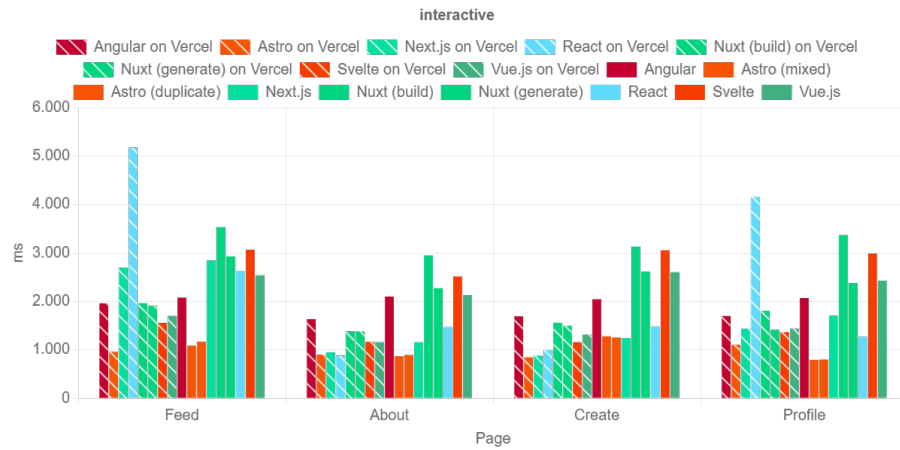 interactive
Angular on Vercel Astro on Vercel Next.js on Vercel React on Vercel Nuxt (build) on Vercel
Nuxt (generate) on Vercel Svelte on Vercel Vue.js on Vercel Angular Astro (mixed)
Astro (duplicate) Next.js Nuxt (build) Nuxt (generate) React Svelte Vue.js
6.000
5.000
4.000
3.000
2.000
1.000
0
ms
Feed About Create Profile
Page